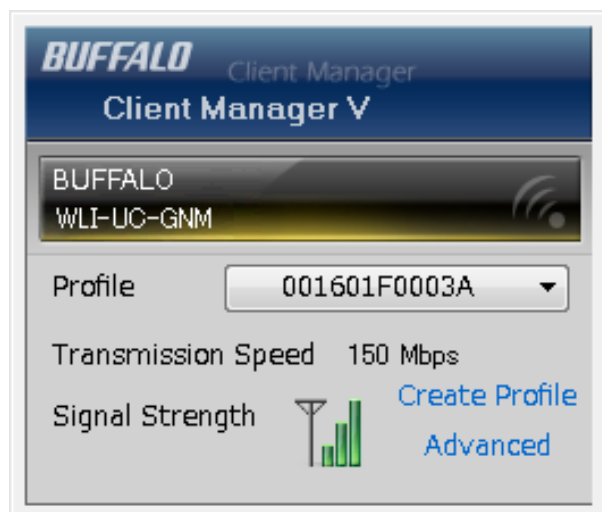 BUFFALO Client Manager
Client Manager V
BUFFALO
WLI-UC-GNM
Profile 001601F0003A
Transmission Speed 150 Mbps
Signal Strength Create Profile
Advanced